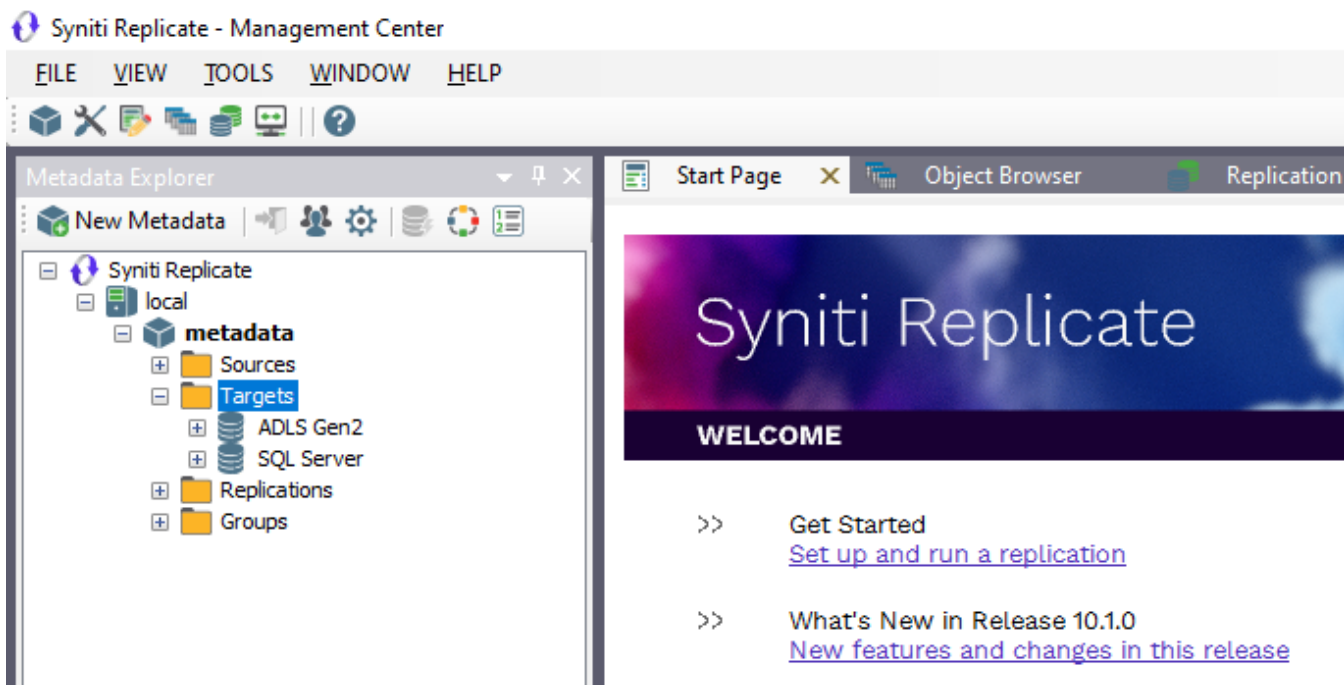 Syniti Replicate - Management Center
FILE VIEW TOOLS WINDOW HELP
Metadata Explorer
New Metadata
Syniti Replicate
local
metadata
Sources
Targets
ADLS Gen2
SQL Server
Replications
Groups
Start Page Object Browser Replication
Syniti Replicate
WELCOME
>> Get Started
Set up and run a replication
>> What's New in Release 10.1.0
New features and changes in this release